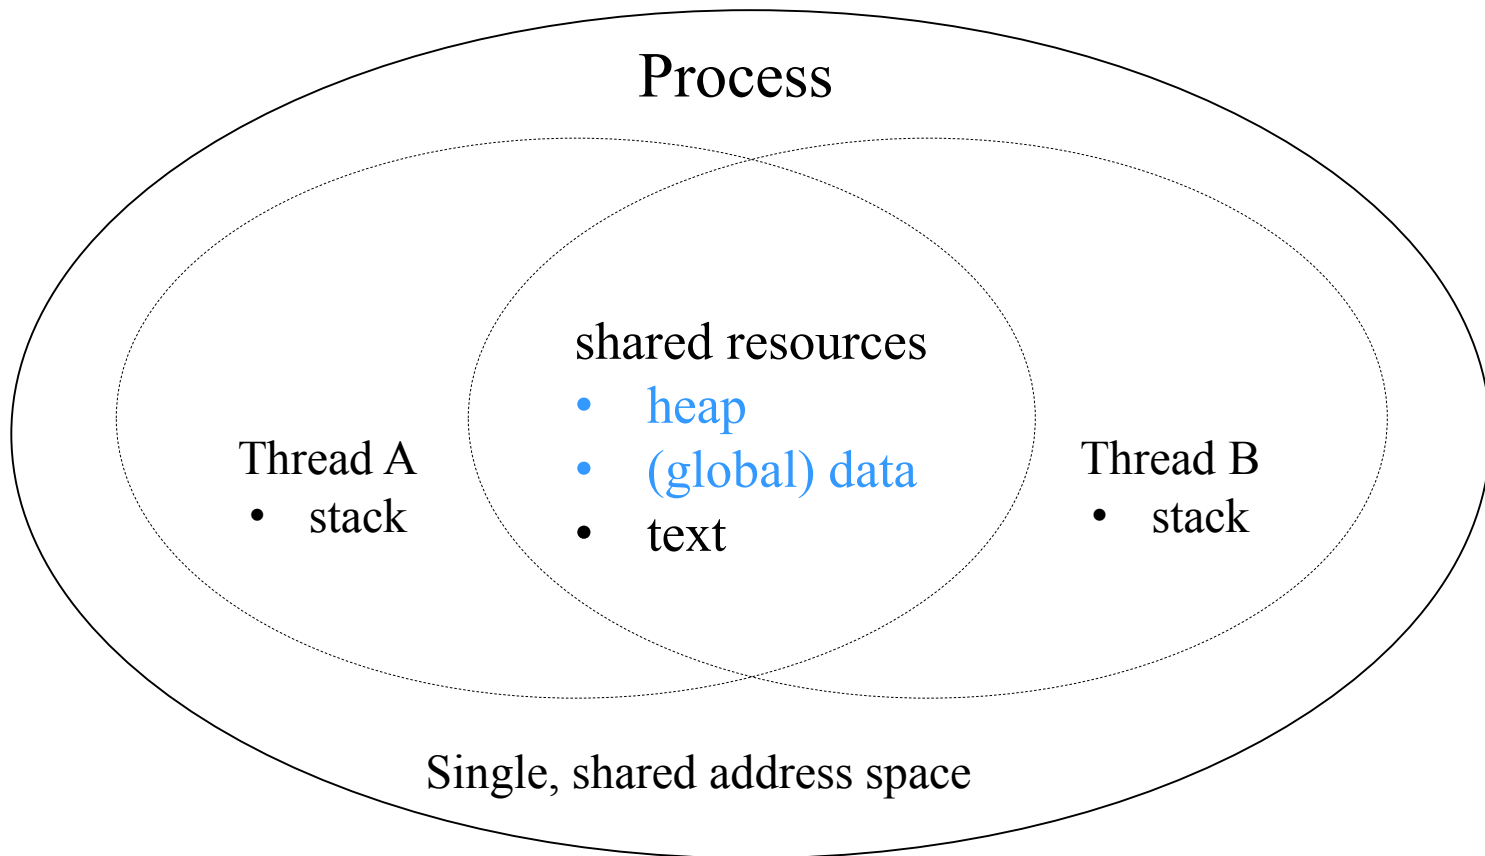 Process
shared resources
• heap
• (global) data
• text
Thread A
• stack
Thread B
• stack
Single, shared address space